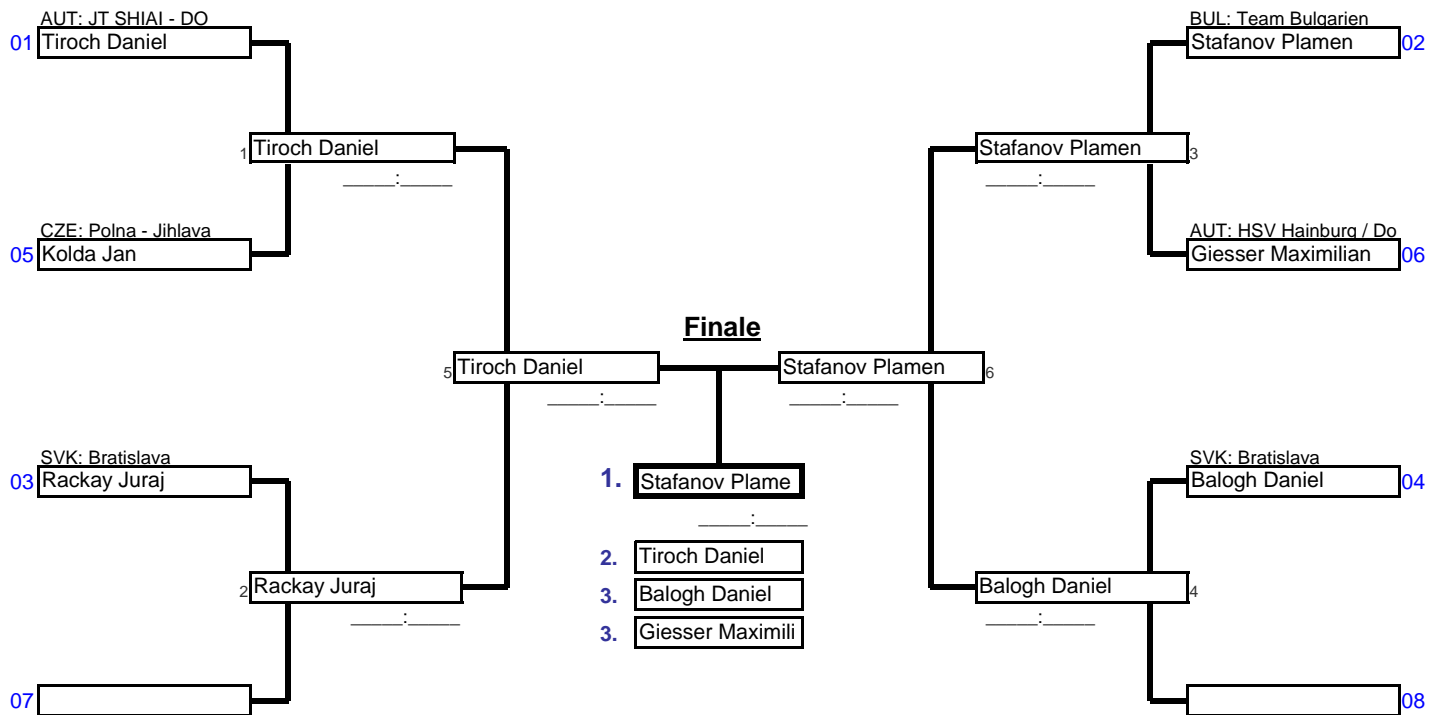 AUT: JT SHIAI - DO
01 Tiroch Daniel
BUL: Team Bulgarien
Stafanov Plamen 02
1 Tiroch Daniel
_____:_____
Stafanov Plamen 3
_____:_____
CZE: Polna - Jihlava
05 Kolda Jan
AUT: HSV Hainburg / Do
Giesser Maximilian 06
Finale
5 Tiroch Daniel
_____:_____
Stafanov Plamen 6
_____:_____
SVK: Bratislava
03 Rackay Juraj
1. Stafanov Plame
_____:_____
SVK: Bratislava
Balogh Daniel 04
2. Tiroch Daniel
3. Balogh Daniel
3. Giesser Maximili
2 Rackay Juraj
_____:_____
Balogh Daniel 4
_____:_____
07
08